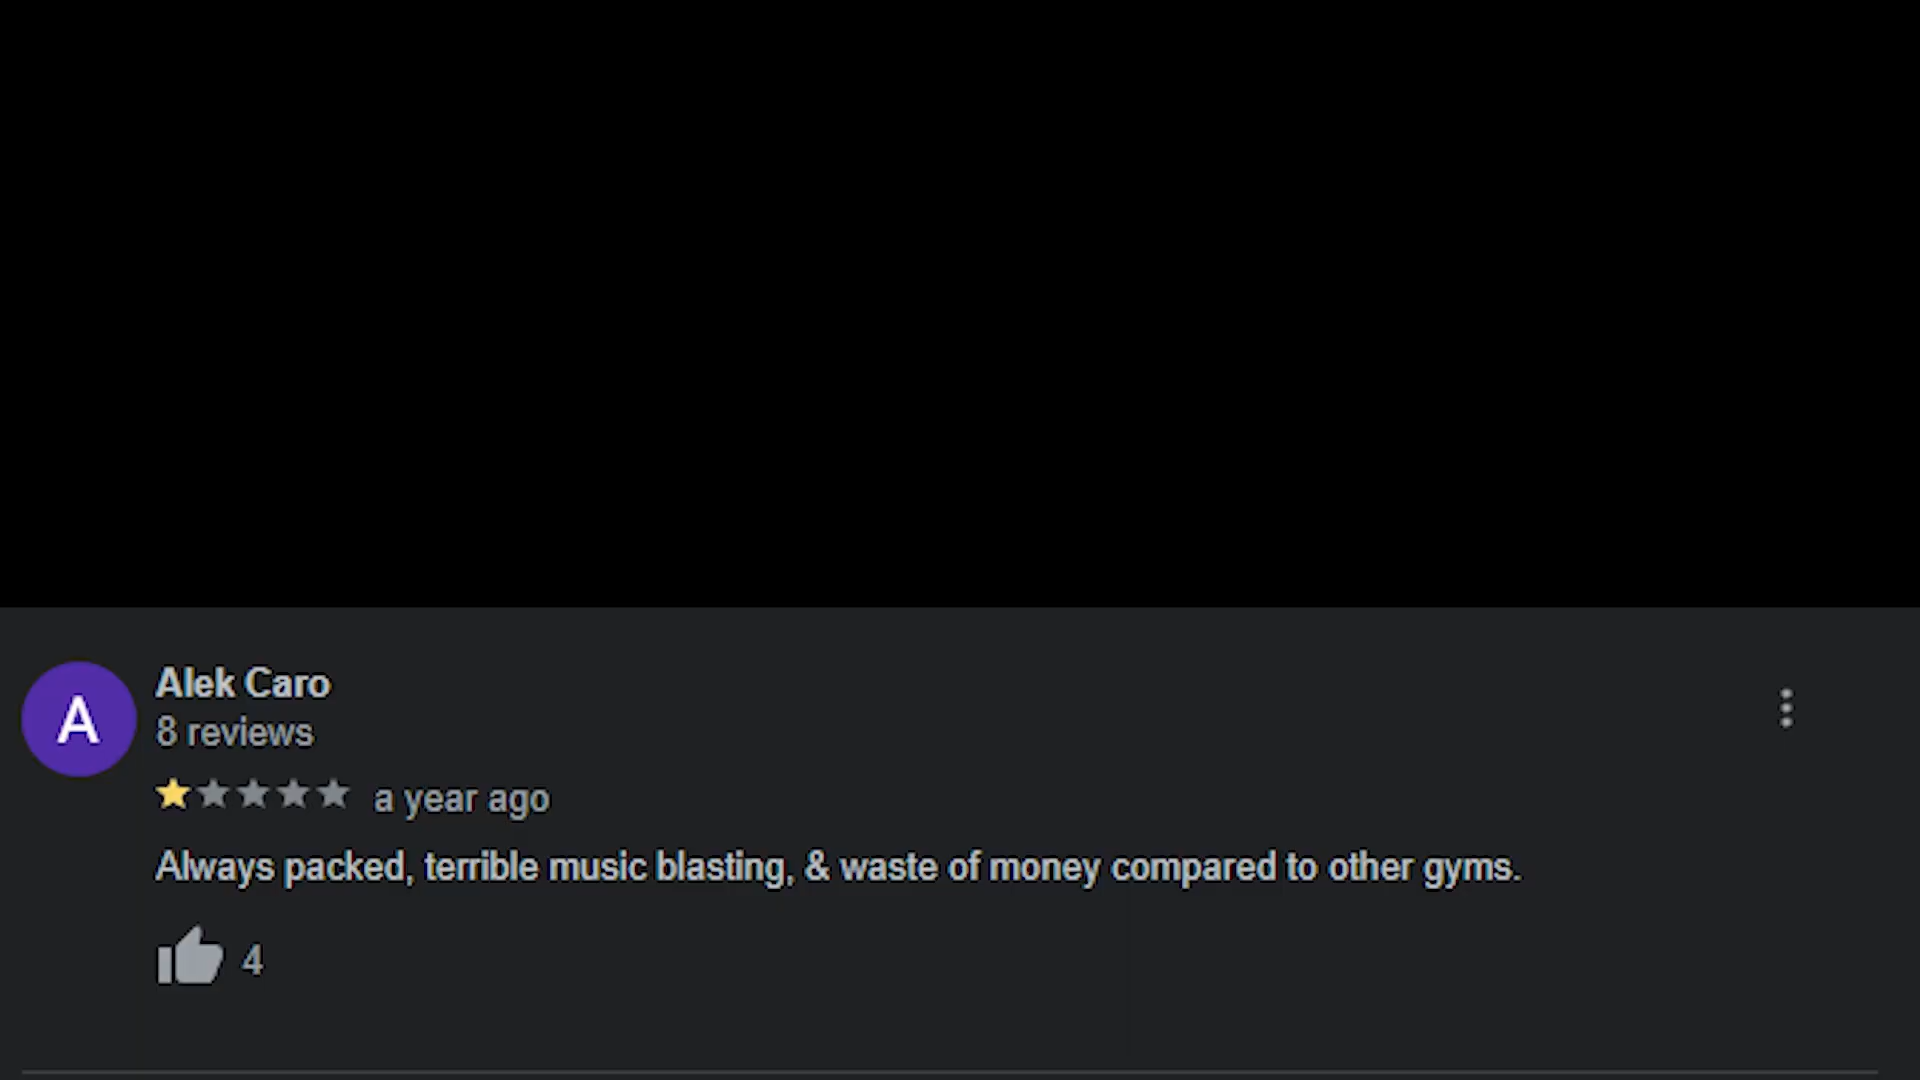 A
Alek Caro
8 reviews
a year ago
Always packed, terrible music blasting, & waste of money compared to other gyms.
4